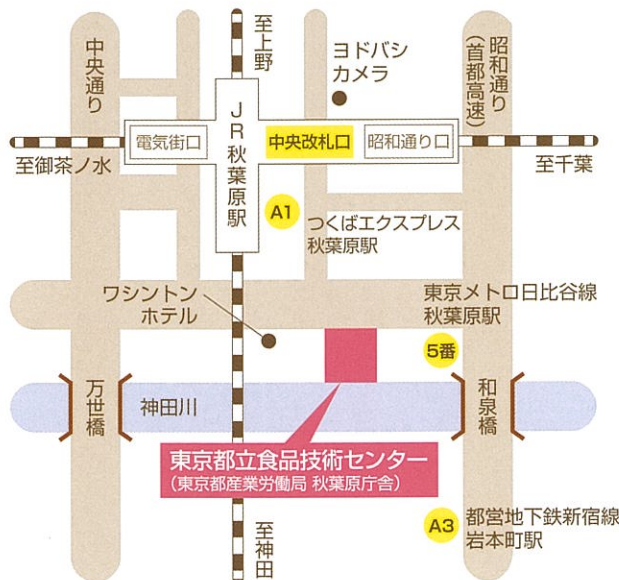 中央通り
至上野
ヨドバシ
カメラ
昭和通り
(首都高速)
電気街口
JR秋葉原駅
中央改札口
昭和通り口
至御茶ノ水
至千葉
A1
つくばエクスプレス
秋葉原駅
ワシントン
ホテル
東京メトロ日比谷線
秋葉原駅
5番
万世橋
神田川
和泉橋
東京都立食品技術センター
(東京都産業労働局 秋葉原庁舎)
至神田
A3
都営地下鉄新宿線
岩本町駅